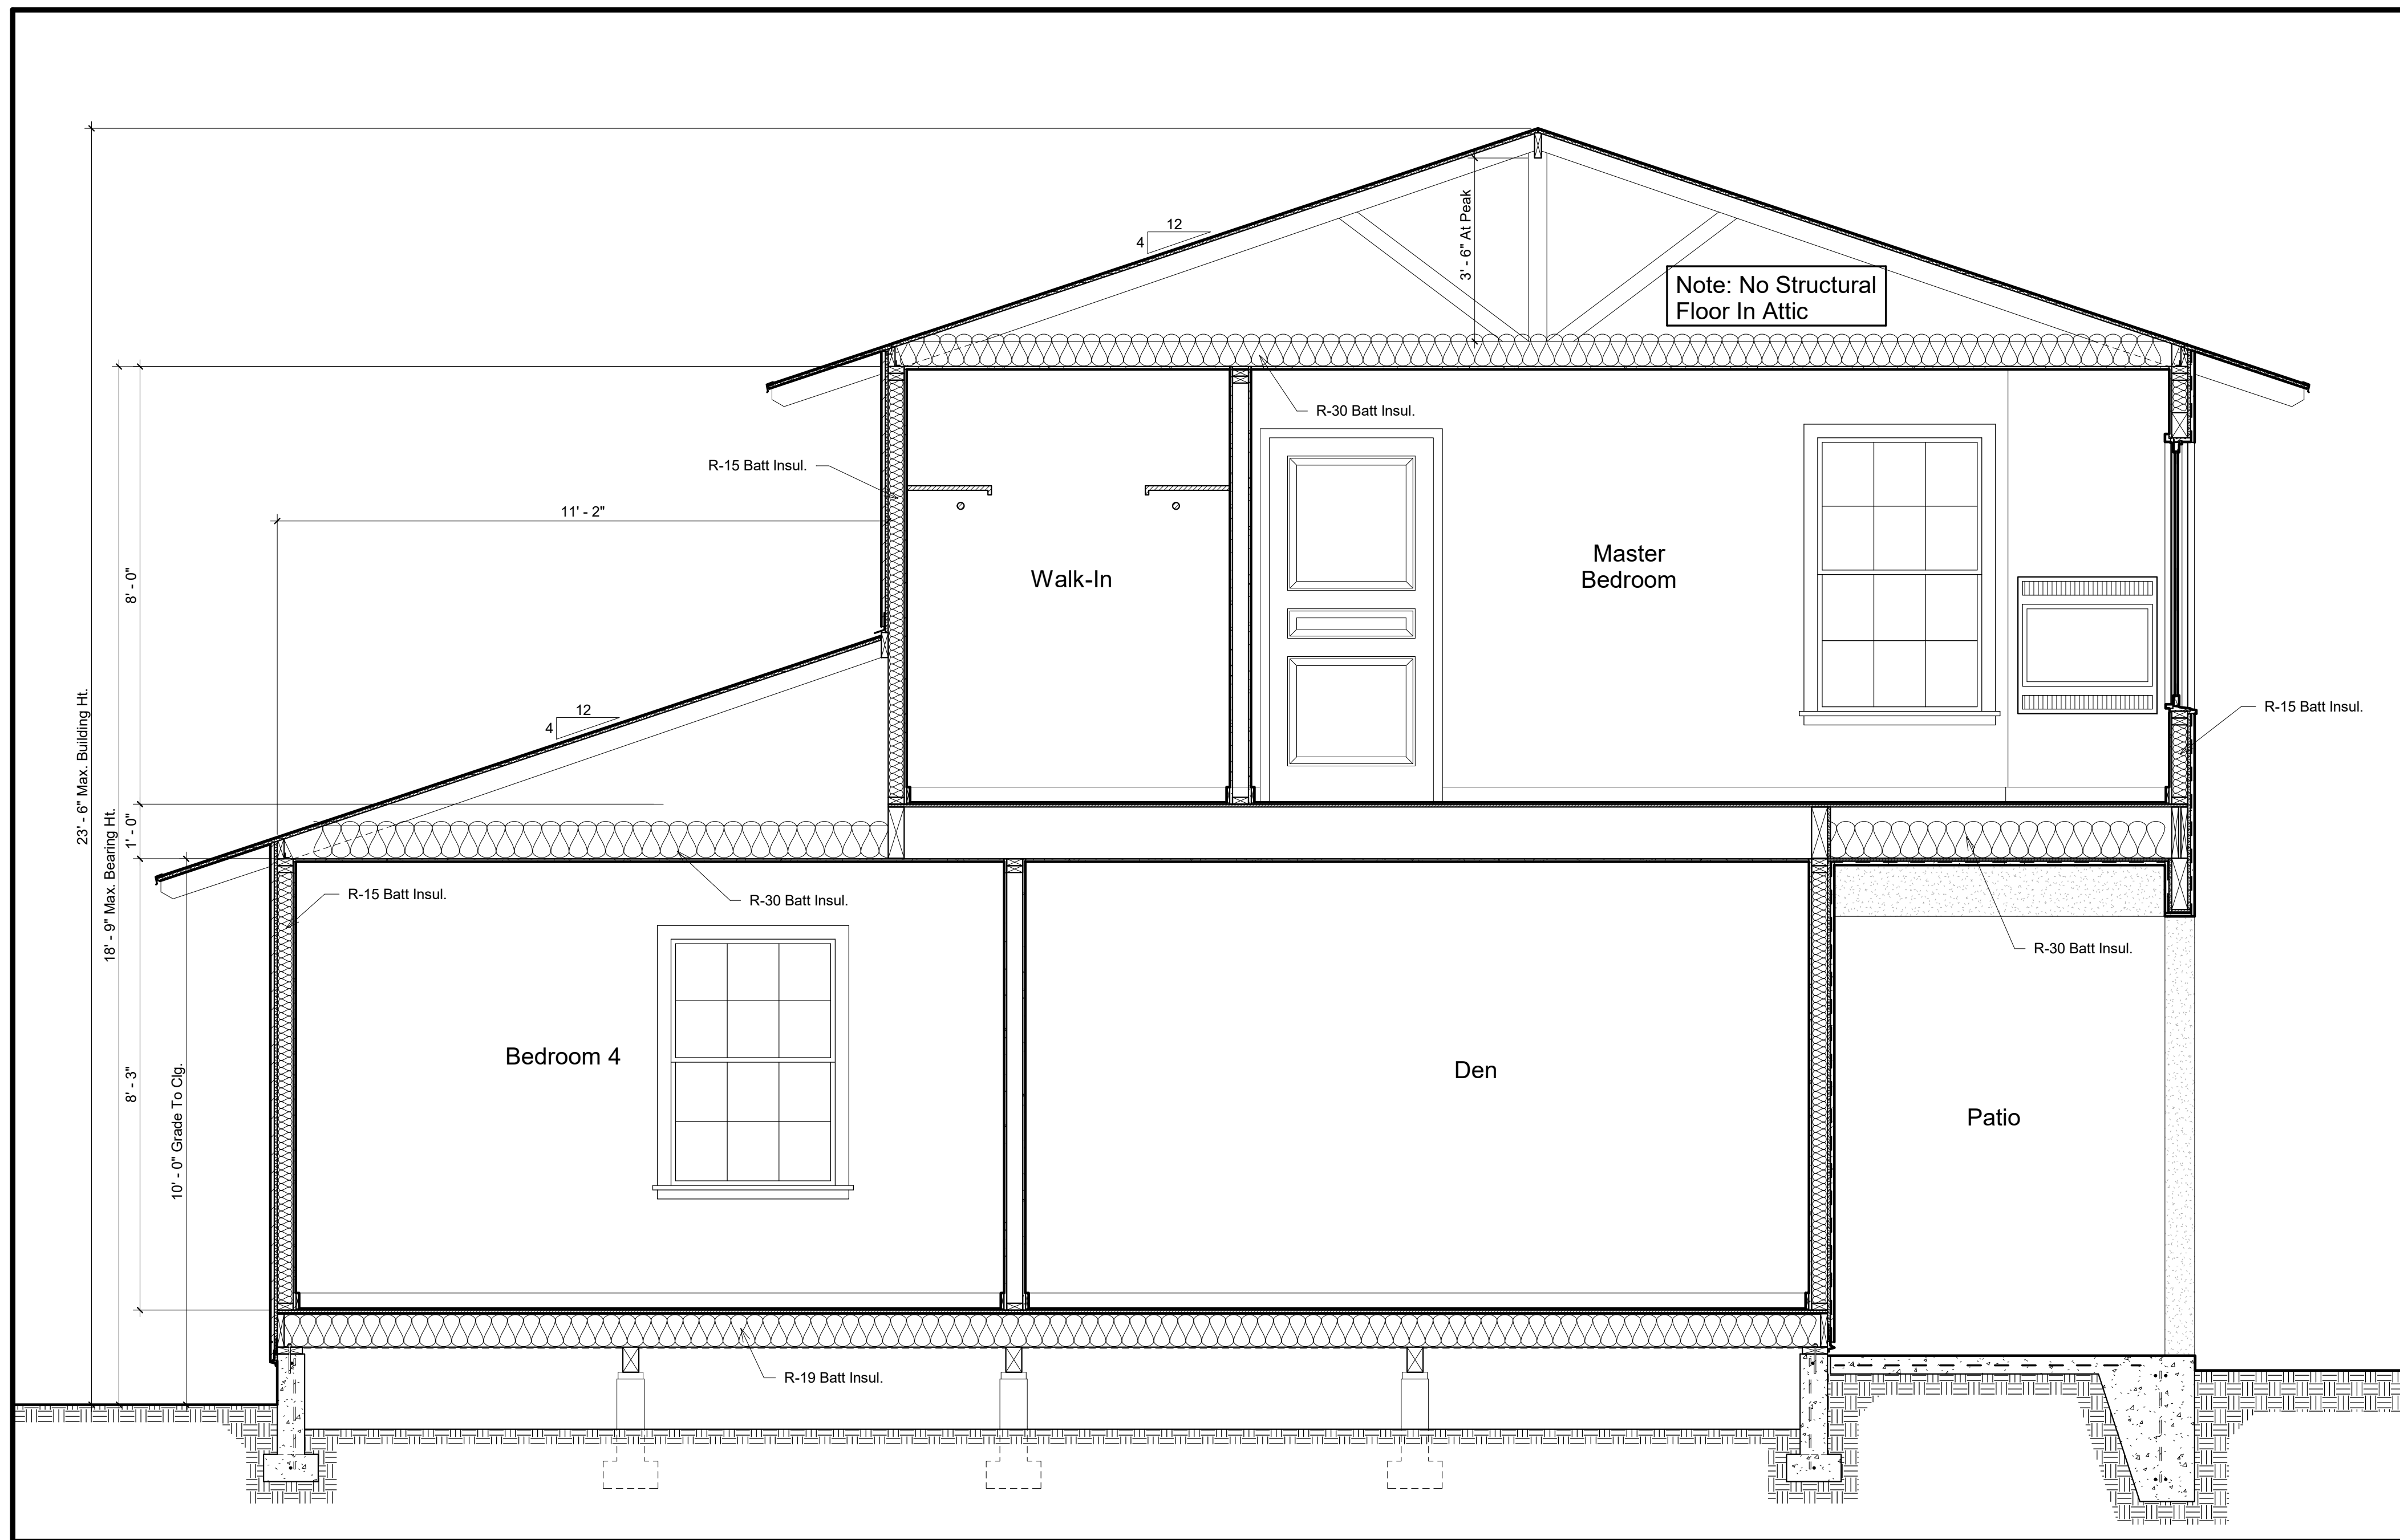 12
4
3' - 6" At Peak
Note: No Structural
Floor In Attic
R-30 Batt Insul.
R-15 Batt Insul.
11' - 2"
8' - 0"
Walk-In
Master
Bedroom
23' - 6" Max. Building Ht.
12
4
R-15 Batt Insul.
18' - 9" Max. Bearing Ht.
1' - 0"
R-15 Batt Insul.
R-30 Batt Insul.
R-30 Batt Insul.
8' - 3"
10' - 0" Grade To Clg.
Bedroom 4
Den
Patio
R-19 Batt Insul.